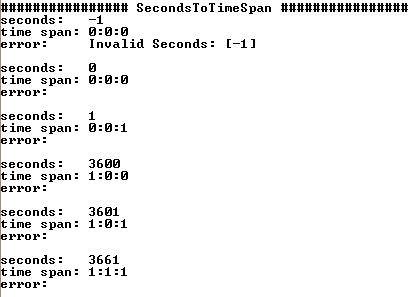 ################ SecondsToTimeSpan ################
seconds:   -1
time span: 0:0:0
error:     Invalid Seconds: [-1]
seconds:   0
time span: 0:0:0
error:
seconds:   1
time span: 0:0:1
error:
seconds:   3600
time span: 1:0:0
error:
seconds:   3601
time span: 1:0:1
error:
seconds:   3661
time span: 1:1:1
error: